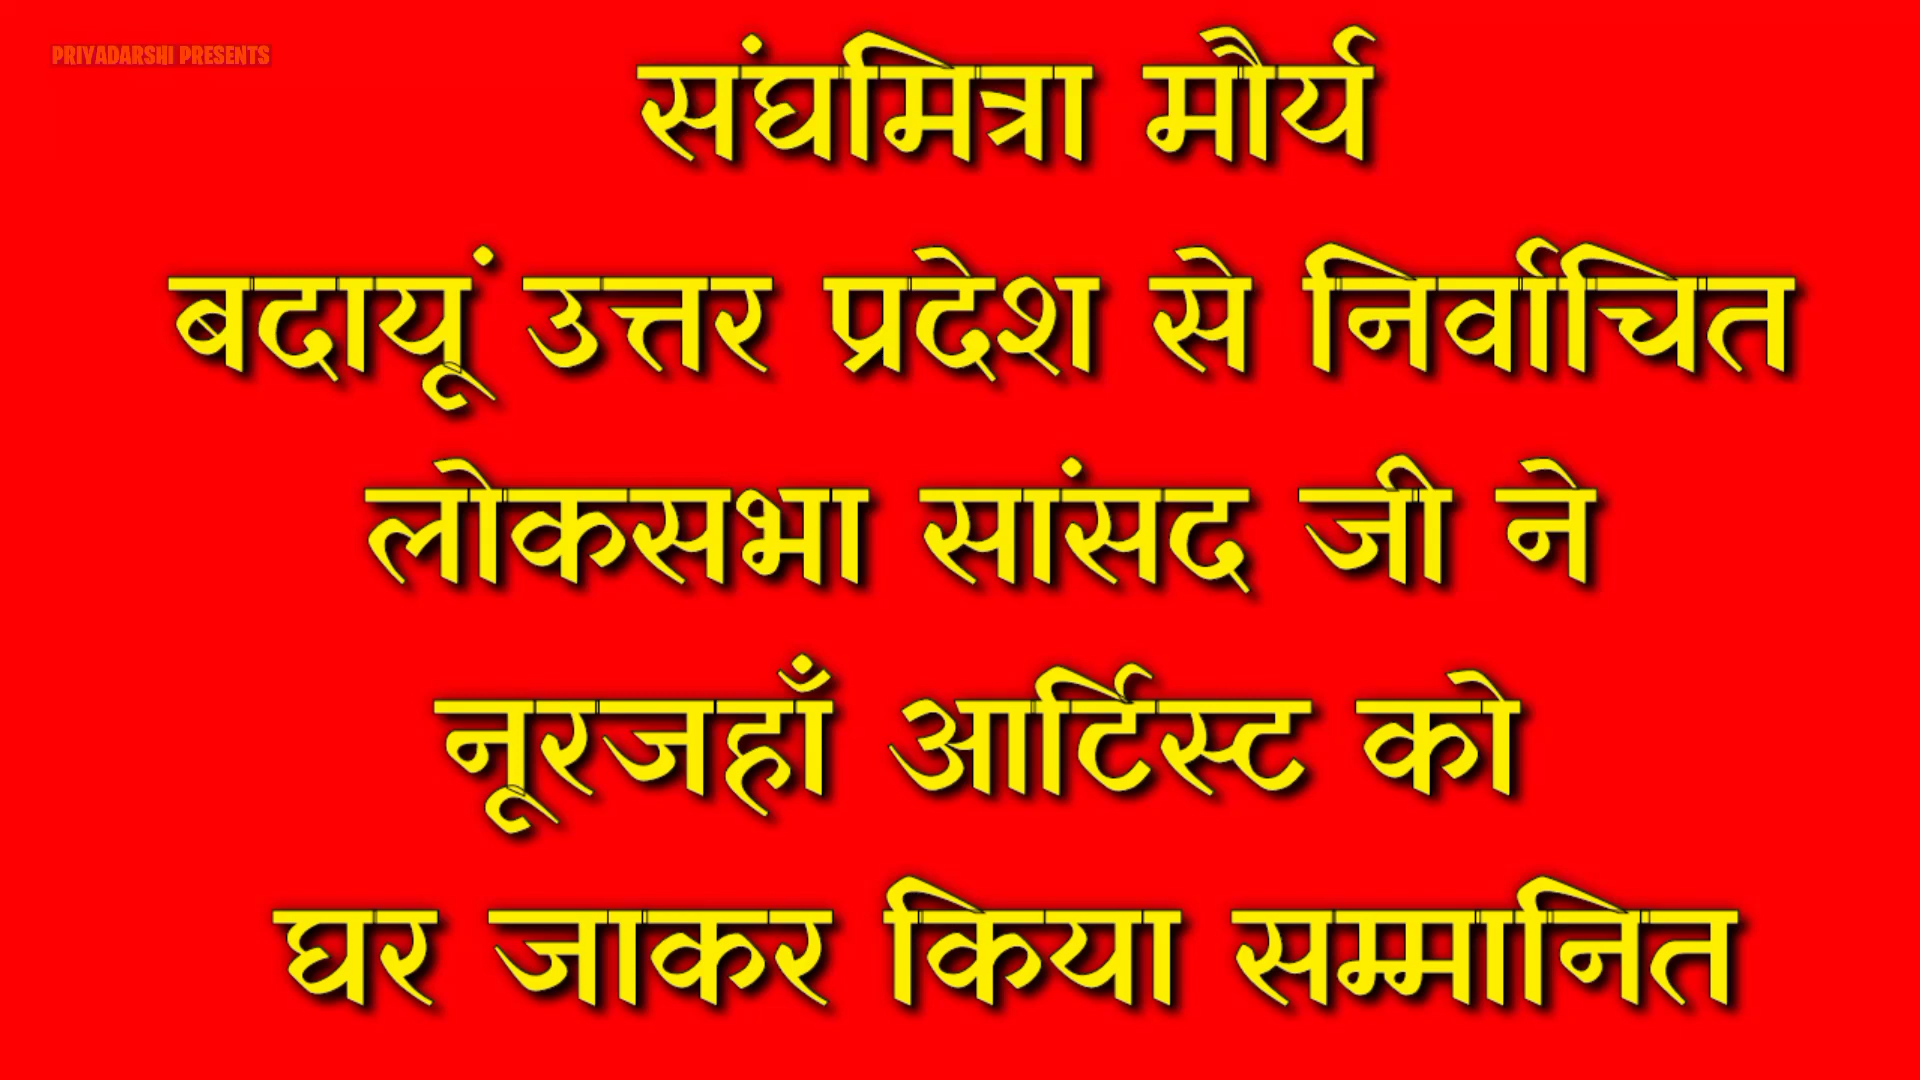 PRIYADARSHI PRESENTS
संघमित्रा मौर्य
बदायूं उत्तर प्रदेश से निर्वाचित
लोकसभा सांसद जी ने
नूरजहाँ आर्टिस्ट को
घर जाकर किया सम्मानित